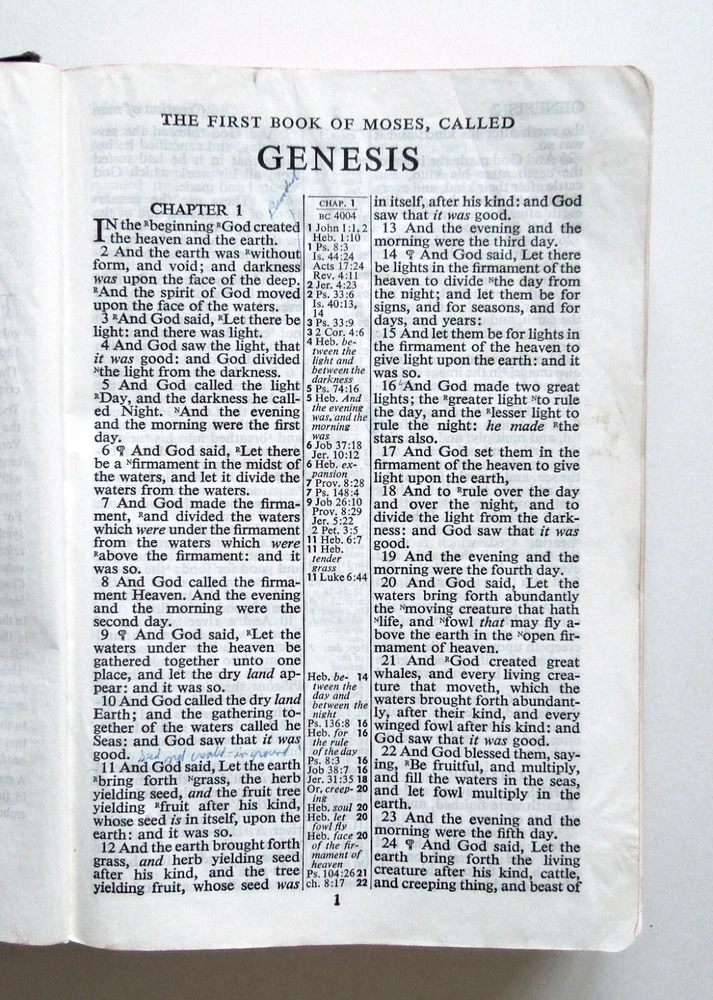 THE FIRST BOOK OF MOSES, CALLED
GENESIS
CHAPTER 1
IN the ᴿbeginning ᴿGod created
the heaven and the earth.
2 And the earth was ᴿwithout
form, and void; and darkness
was upon the face of the deep.
ᴿAnd the spirit of God moved
upon the face of the waters.
3 ᴿAnd God said, ᴿLet there be
light: and there was light.
4 And God saw the light, that
it was good: and God divided
ᴺthe light from the darkness.
5 And God called the light
ᴿDay, and the darkness he call-
ed Night. ᴺAnd the evening
and the morning were the first
day.
6 ¶ And God said, ᴿLet there
be a ᴺfirmament in the midst of
the waters, and let it divide the
waters from the waters.
7 And God made the firma-
ment, ᴿand divided the waters
which were under the firmament
from the waters which were
ᴿabove the firmament: and it
was so.
8 And God called the firma-
ment Heaven. And the evening
and the morning were the
second day.
9 ¶ And God said, ᴿLet the
waters under the heaven be
gathered together unto one
place, and let the dry land ap-
pear: and it was so.
10 And God called the dry land
Earth; and the gathering to-
gether of the waters called he
Seas: and God saw that it was
good.
11 And God said, Let the earth
ᴿbring forth ᴺgrass, the herb
yielding seed, and the fruit tree
yielding ᴿfruit after his kind,
whose seed is in itself, upon the
earth: and it was so.
12 And the earth brought forth
grass, and herb yielding seed
after his kind, and the tree
yielding fruit, whose seed was
CHAP. 1
BC 4004
1 John 1:1, 2
Heb. 1:10
1 Ps. 8:3
Is. 44:24
Acts 17:24
Rev. 4:11
2 Jer. 4:23
2 Ps. 33:6
Is. 40:13,
14
3 Ps. 33:9
3 2 Cor. 4:6
4 Heb. be-
tween the
light and
between the
darkness
5 Ps. 74:16
5 Heb. And
the evening
was, and the
morning
was
6 Job 37:18
Jer. 10:12
6 Heb. ex-
pansion
7 Prov. 8:28
7 Ps. 148:4
9 Job 26:10
Prov. 8:29
Jer. 5:22
2 Pet. 3:5
11 Heb. 6:7
11 Heb.
tender
grass
11 Luke 6:44
Heb. be- 14
tween the
day and
between the
night
Ps. 136:8 16
Heb. for 16
the rule
of the day
Ps. 8:3 16
Job 38:7 16
Jer. 31:35 18
Or, creep- 20
ing
Heb. soul 20
Heb. let 20
fowl fly
Heb. face 20
of the fir-
mament of
heaven
Ps. 104:26 21
ch. 8:17 22
in itself, after his kind: and God
saw that it was good.
13 And the evening and the
morning were the third day.
14 ¶ And God said, Let there
be lights in the firmament of the
heaven to divide ᴺthe day from
the night; and let them be for
signs, and for seasons, and for
days, and years:
15 And let them be for lights in
the firmament of the heaven to
give light upon the earth: and it
was so.
16 And God made two great
lights; the ᴿgreater light ᴺto rule
the day, and the ᴿlesser light to
rule the night: he made ᴿthe
stars also.
17 And God set them in the
firmament of the heaven to give
light upon the earth,
18 And to ᴿrule over the day
and over the night, and to
divide the light from the dark-
ness: and God saw that it was
good.
19 And the evening and the
morning were the fourth day.
20 And God said, Let the
waters bring forth abundantly
the ᴺmoving creature that hath
ᴺlife, and ᴺfowl that may fly a-
bove the earth in the ᴺopen fir-
mament of heaven.
21 And ᴿGod created great
whales, and every living crea-
ture that moveth, which the
waters brought forth abundant-
ly, after their kind, and every
winged fowl after his kind: and
God saw that it was good.
22 And God blessed them, say-
ing, ᴿBe fruitful, and multiply,
and fill the waters in the seas,
and let fowl multiply in the
earth.
23 And the evening and the
morning were the fifth day.
24 ¶ And God said, Let the
earth bring forth the living
creature after his kind, cattle,
and creeping thing, and beast of
1